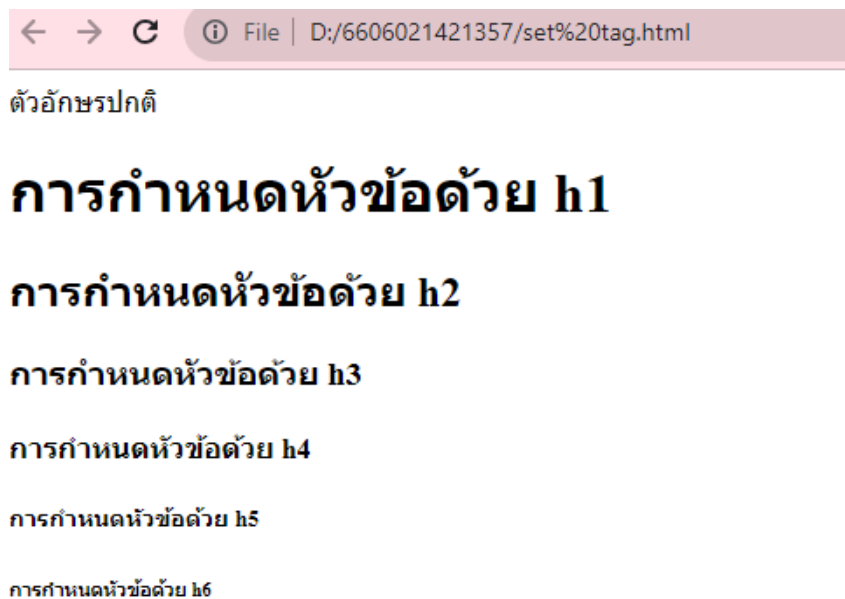 File | D:/6606021421357/set%20tag.html
ตัวอักษรปกติ
การกำหนดหัวข้อด้วย h1
การกำหนดหัวข้อด้วย h2
การกำหนดหัวข้อด้วย h3
การกำหนดหัวข้อด้วย h4
การกำหนดหัวข้อด้วย h5
การกำหนดหัวข้อด้วย h6